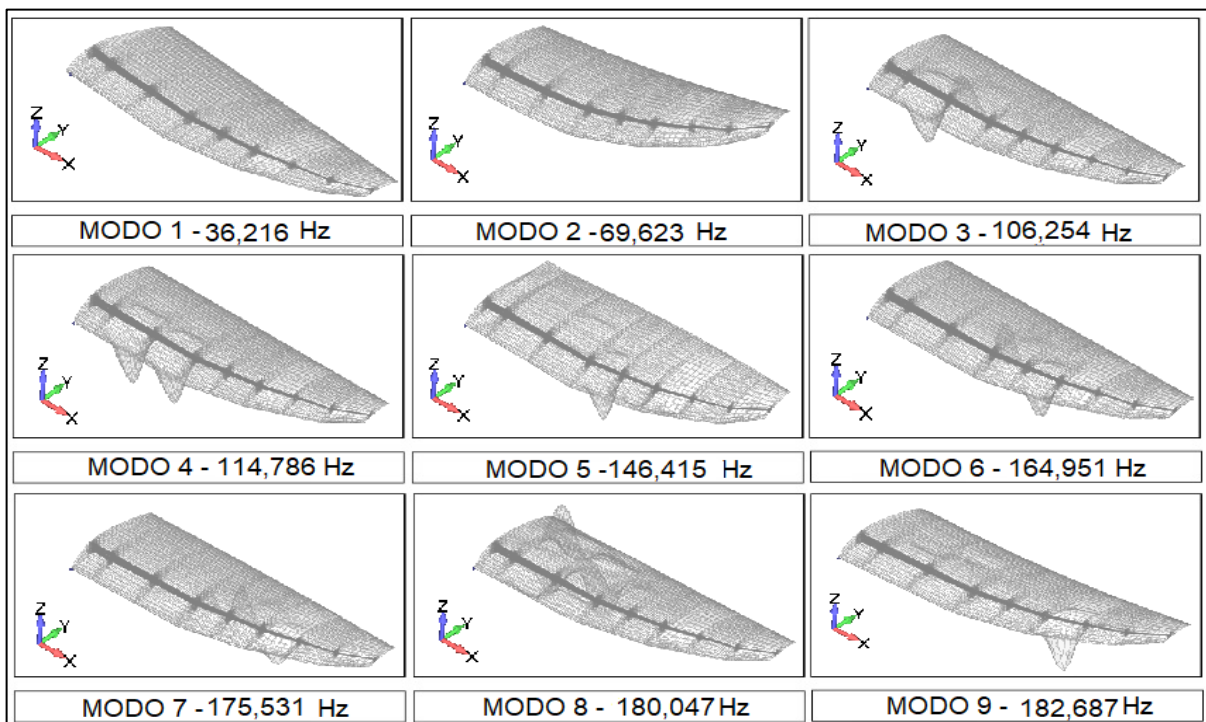 Z Y X
Z Y X
Z Y X
MODO 1 - 36,216 Hz
MODO 2 - 69,623 Hz
MODO 3 - 106,254 Hz
Z Y X
Z Y X
Z Y X
MODO 4 - 114,786 Hz
MODO 5 - 146,415 Hz
MODO 6 - 164,951 Hz
Z Y X
Z Y X
Z Y X
MODO 7 - 175,531 Hz
MODO 8 - 180,047 Hz
MODO 9 - 182,687 Hz